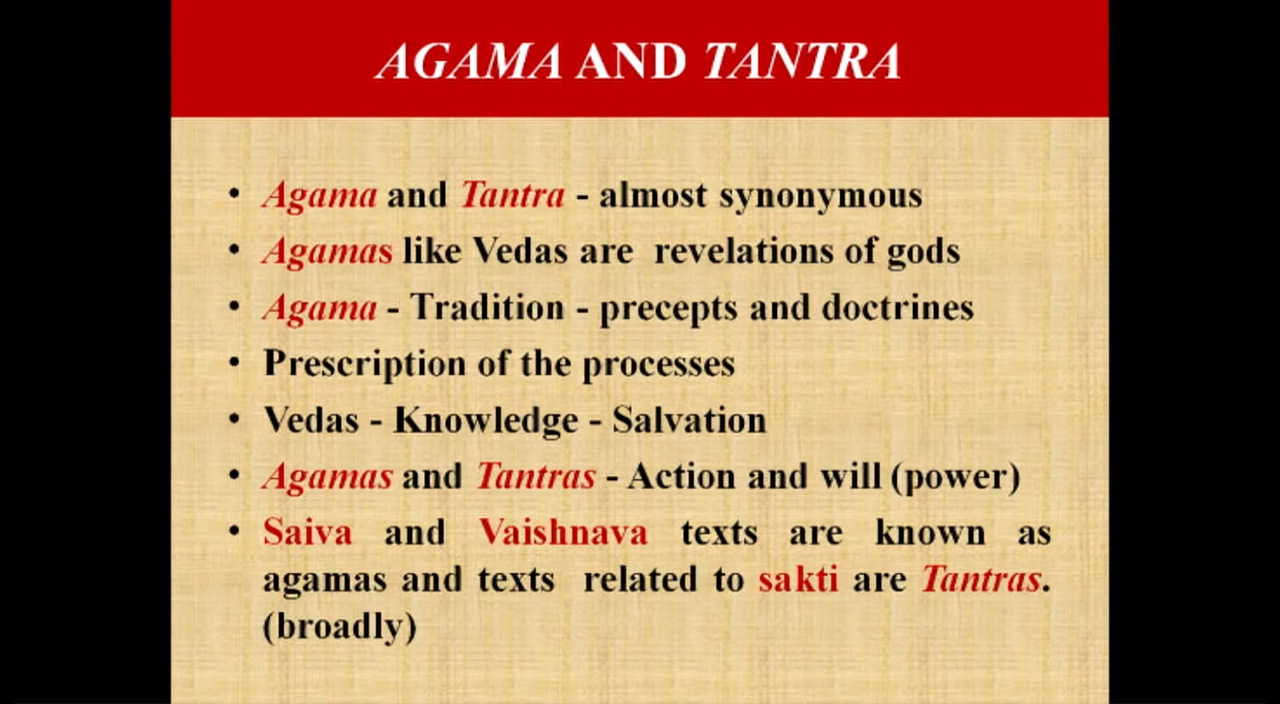 AGAMA AND TANTRA
• Agama and Tantra - almost synonymous
• Agamas like Vedas are revelations of gods
• Agama - Tradition - precepts and doctrines
• Prescription of the processes
• Vedas - Knowledge - Salvation
• Agamas and Tantras - Action and will (power)
• Saiva and Vaishnava texts are known as
agamas and texts related to sakti are Tantras.
(broadly)